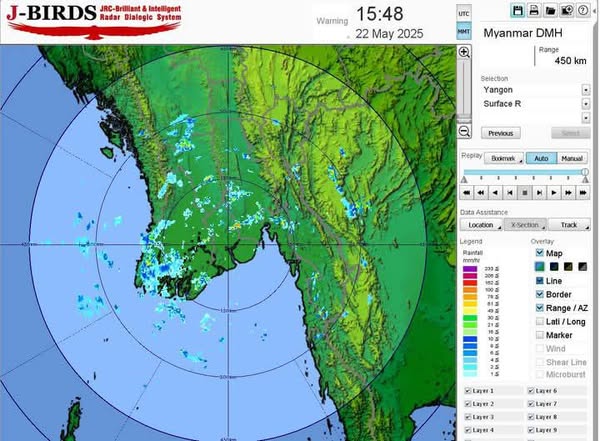 J-BIRDS
JRC-Brilliant & Intelligent
Radar Dialogic System
Warning
15:48
22 May 2025
UTC
MMT
Myanmar DMH
Range
450 km
Selection
Yangon
Surface R
Previous
Select
Replay
Bookmark
Auto
Manual
Data Assistance
Location
X-Section
Track
Legend
Rainfall
mm/hr
Overlay
Map
Line
Border
Range / AZ
Lati / Long
Marker
Wind
Shear Line
Microburst
Layer 1
Layer 6
Layer 2
Layer 7
Layer 3
Layer 8
Layer 4
Layer 9